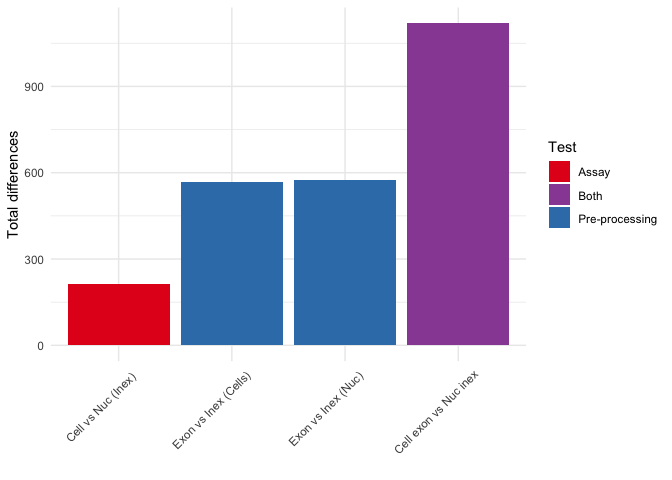 Total differences
900
600
300
0
Cell vs Nuc (Inex)
Exon vs Inex (Cells)
Exon vs Inex (Nuc)
Cell exon vs Nuc inex
Test
Assay
Both
Pre-processing